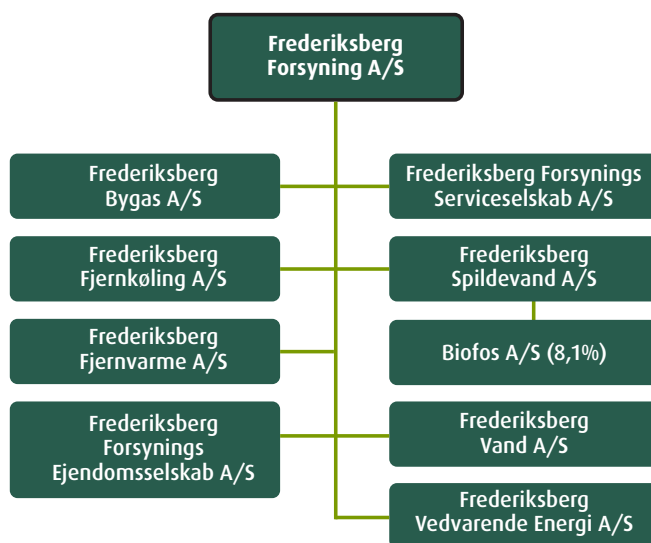 Frederiksberg
Forsyning A/S
Frederiksberg
Bygas A/S
Frederiksberg Forsynings
Serviceselskab A/S
Frederiksberg
Fjernkøling A/S
Frederiksberg
Spildevand A/S
Frederiksberg
Fjernvarme A/S
Biofos A/S (8,1%)
Frederiksberg
Forsynings
Ejendomsselskab A/S
Frederiksberg
Vand A/S
Frederiksberg
Vedvarende Energi A/S